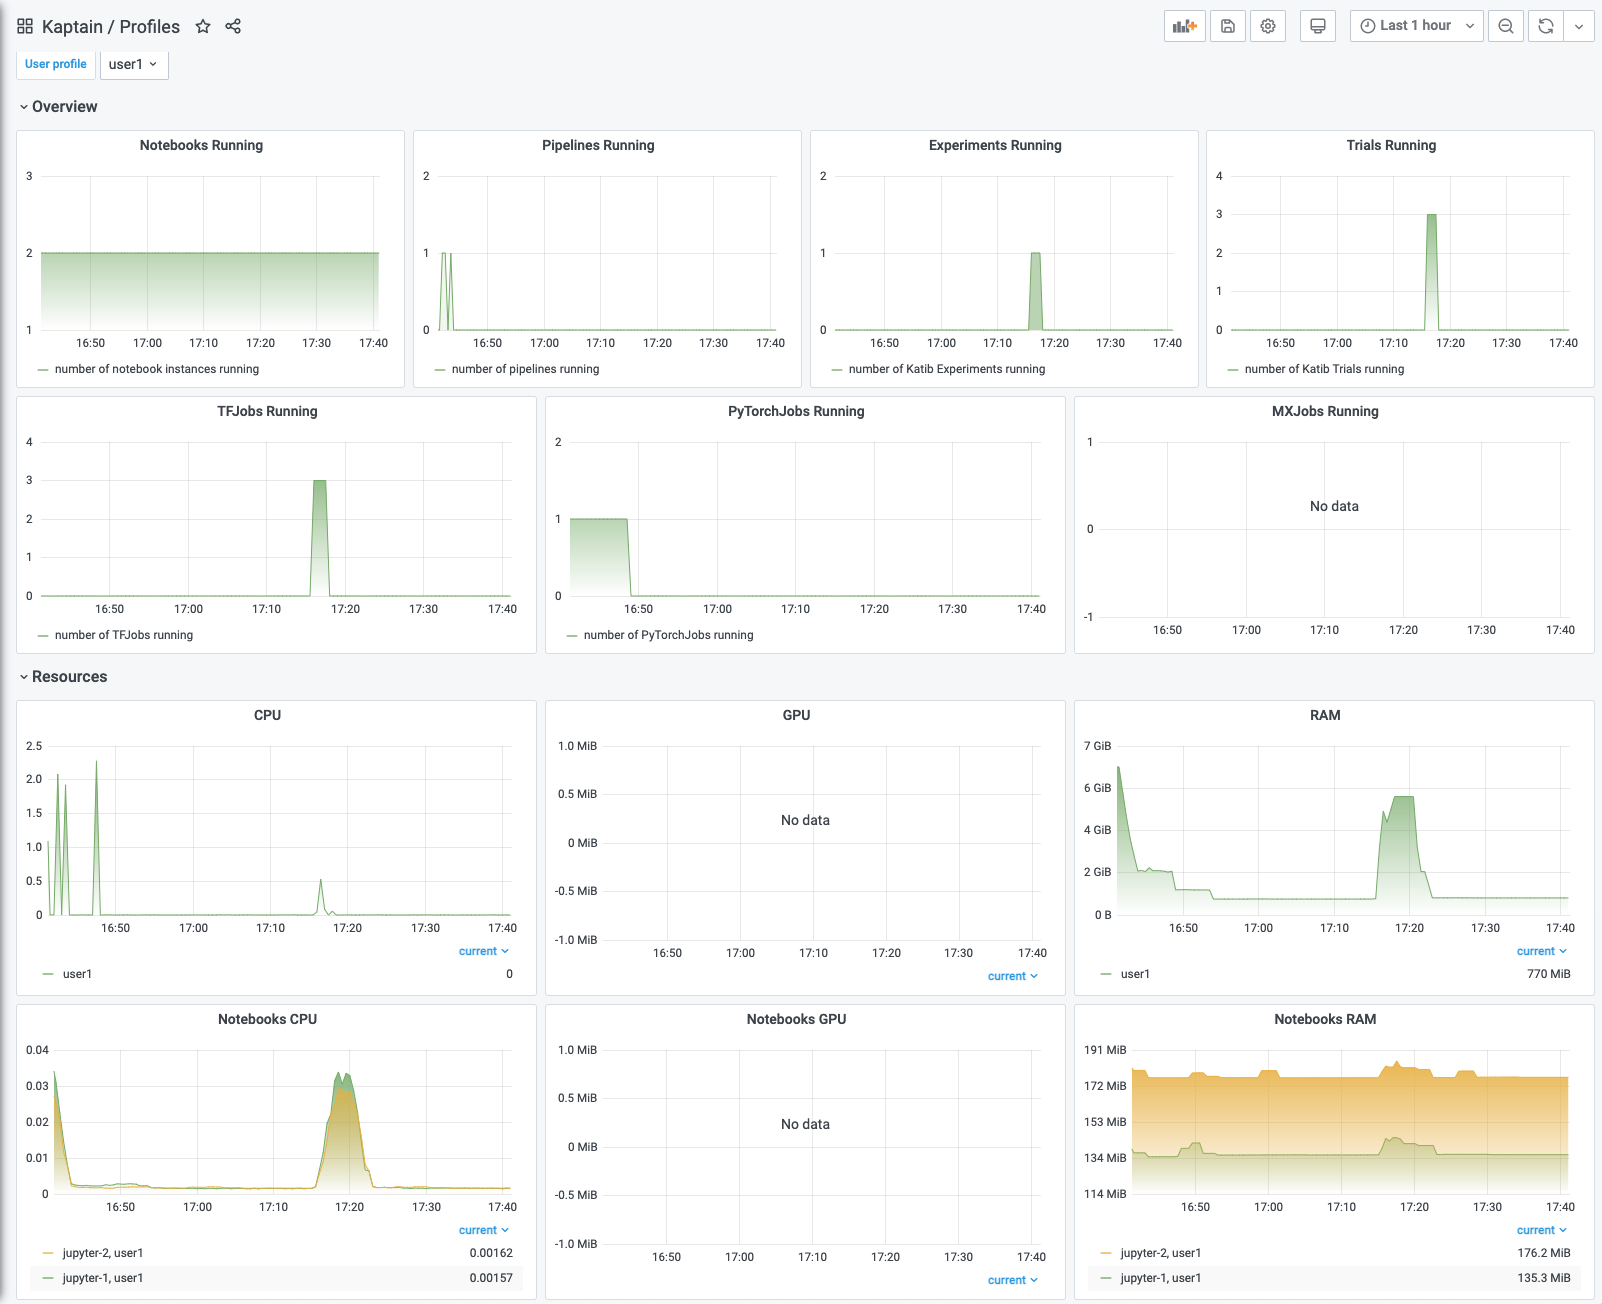 Kaptain / Profiles
Last 1 hour
User profile
user1
Overview
Notebooks Running
3
2
1
16:50 17:00 17:10 17:20 17:30 17:40
number of notebook instances running
Pipelines Running
2
1
0
16:50 17:00 17:10 17:20 17:30 17:40
number of pipelines running
Experiments Running
2
1
0
16:50 17:00 17:10 17:20 17:30 17:40
number of Katib Experiments running
Trials Running
4
3
2
1
0
16:50 17:00 17:10 17:20 17:30 17:40
number of Katib Trials running
TFJobs Running
4
3
2
1
0
16:50 17:00 17:10 17:20 17:30 17:40
number of TFJobs running
PyTorchJobs Running
2
1
0
16:50 17:00 17:10 17:20 17:30 17:40
number of PyTorchJobs running
MXJobs Running
1
No data
0
-1
16:50 17:00 17:10 17:20 17:30 17:40
Resources
CPU
2.5
2.0
1.5
1.0
0.5
0
16:50 17:00 17:10 17:20 17:30 17:40
current
user1 0
GPU
1.0 MiB
0.5 MiB
No data
0 MiB
-0.5 MiB
-1.0 MiB
16:50 17:00 17:10 17:20 17:30 17:40
current
RAM
7 GiB
6 GiB
4 GiB
2 GiB
0 B
16:50 17:00 17:10 17:20 17:30 17:40
current
user1 770 MiB
Notebooks CPU
0.04
0.03
0.02
0.01
0
16:50 17:00 17:10 17:20 17:30 17:40
current
jupyter-2, user1 0.00162
jupyter-1, user1 0.00157
Notebooks GPU
1.0 MiB
0.5 MiB
No data
0 MiB
-0.5 MiB
-1.0 MiB
16:50 17:00 17:10 17:20 17:30 17:40
current
Notebooks RAM
191 MiB
172 MiB
153 MiB
134 MiB
114 MiB
16:50 17:00 17:10 17:20 17:30 17:40
current
jupyter-2, user1 176.2 MiB
jupyter-1, user1 135.3 MiB